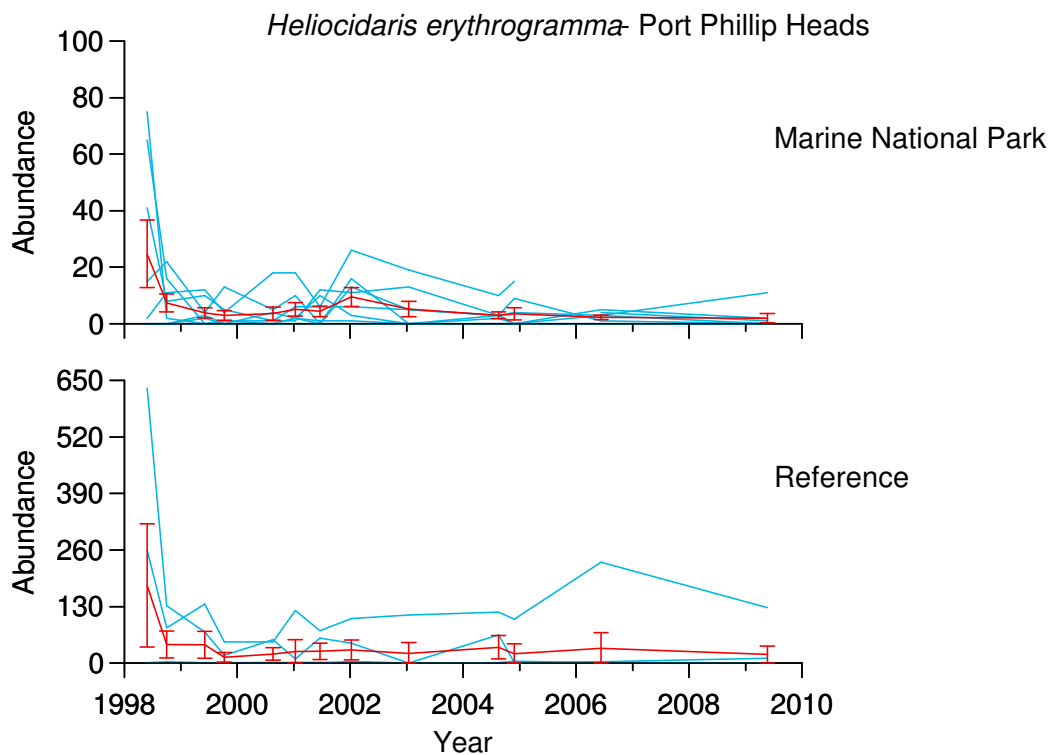 Heliocidaris erythrogramma- Port Phillip Heads
100
80
60
40
20
0
Abundance
Marine National Park
650
520
390
260
130
0
Abundance
Reference
1998 2000 2002 2004 2006 2008 2010
Year